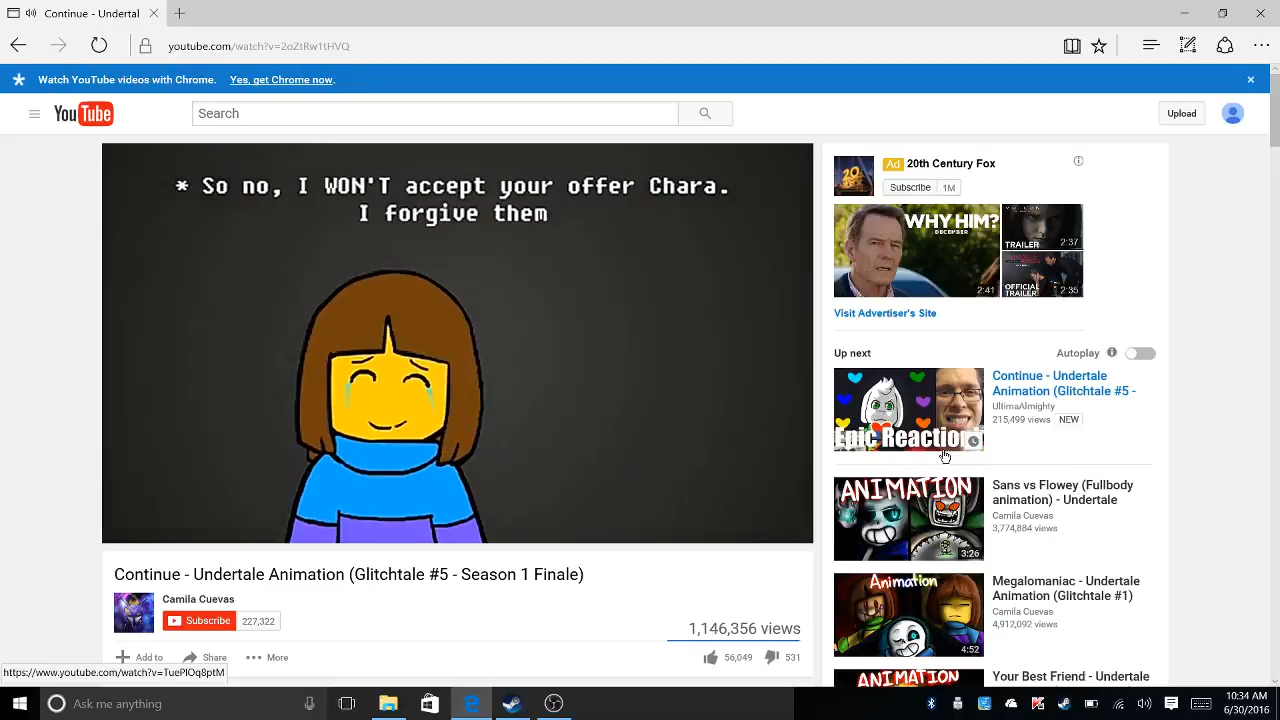 Continue - Undertal
youtube.com/watch?v=2oZtRw1tHVQ
Watch YouTube videos with Chrome. Yes, get Chrome now.
YouTube
Search
Upload
* So no, I WON'T accept your offer Chara.
I forgive them
Ad 20th Century Fox
Subscribe 1M
WHY HIM?
DECEMBER
2:41
TRAILER
2:37
OFFICIAL
TRAILER
2:35
Visit Advertiser's Site
Up next
Autoplay
Epic Reaction
Continue - Undertale
Animation (Glitchtale #5 -
UltimaAlmighty
215,499 views NEW
ANIMATION
3:26
Sans vs Flowey (Fullbody
animation) - Undertale
Camila Cuevas
3,774,884 views
Animation
4:52
Megalomaniac - Undertale
Animation (Glitchtale #1)
Camila Cuevas
4,912,092 views
ANIMATION
Your Best Friend - Undertale
Continue - Undertale Animation (Glitchtale #5 - Season 1 Finale)
Camila Cuevas
Subscribe 227,322
1,146,356 views
Add to Share More
56,049 531
https://www.youtube.com/watch?v=TuePlOq8ptM
Ask me anything
10:34 AM
6/30/2016